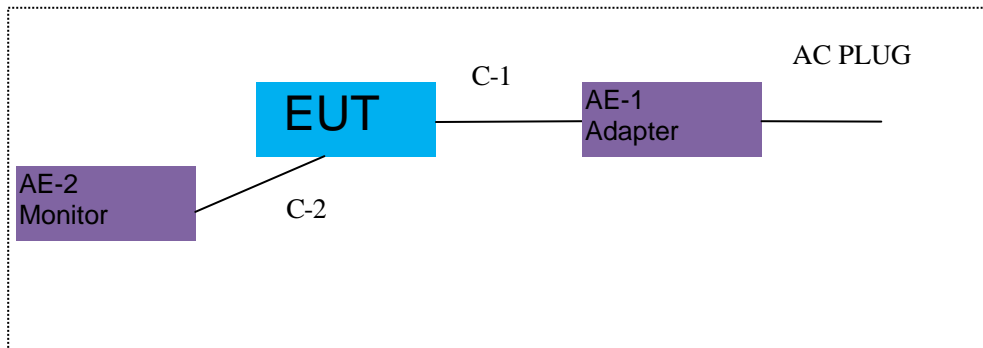 AC PLUG
C-1
EUT
AE-1
Adapter
AE-2
Monitor
C-2